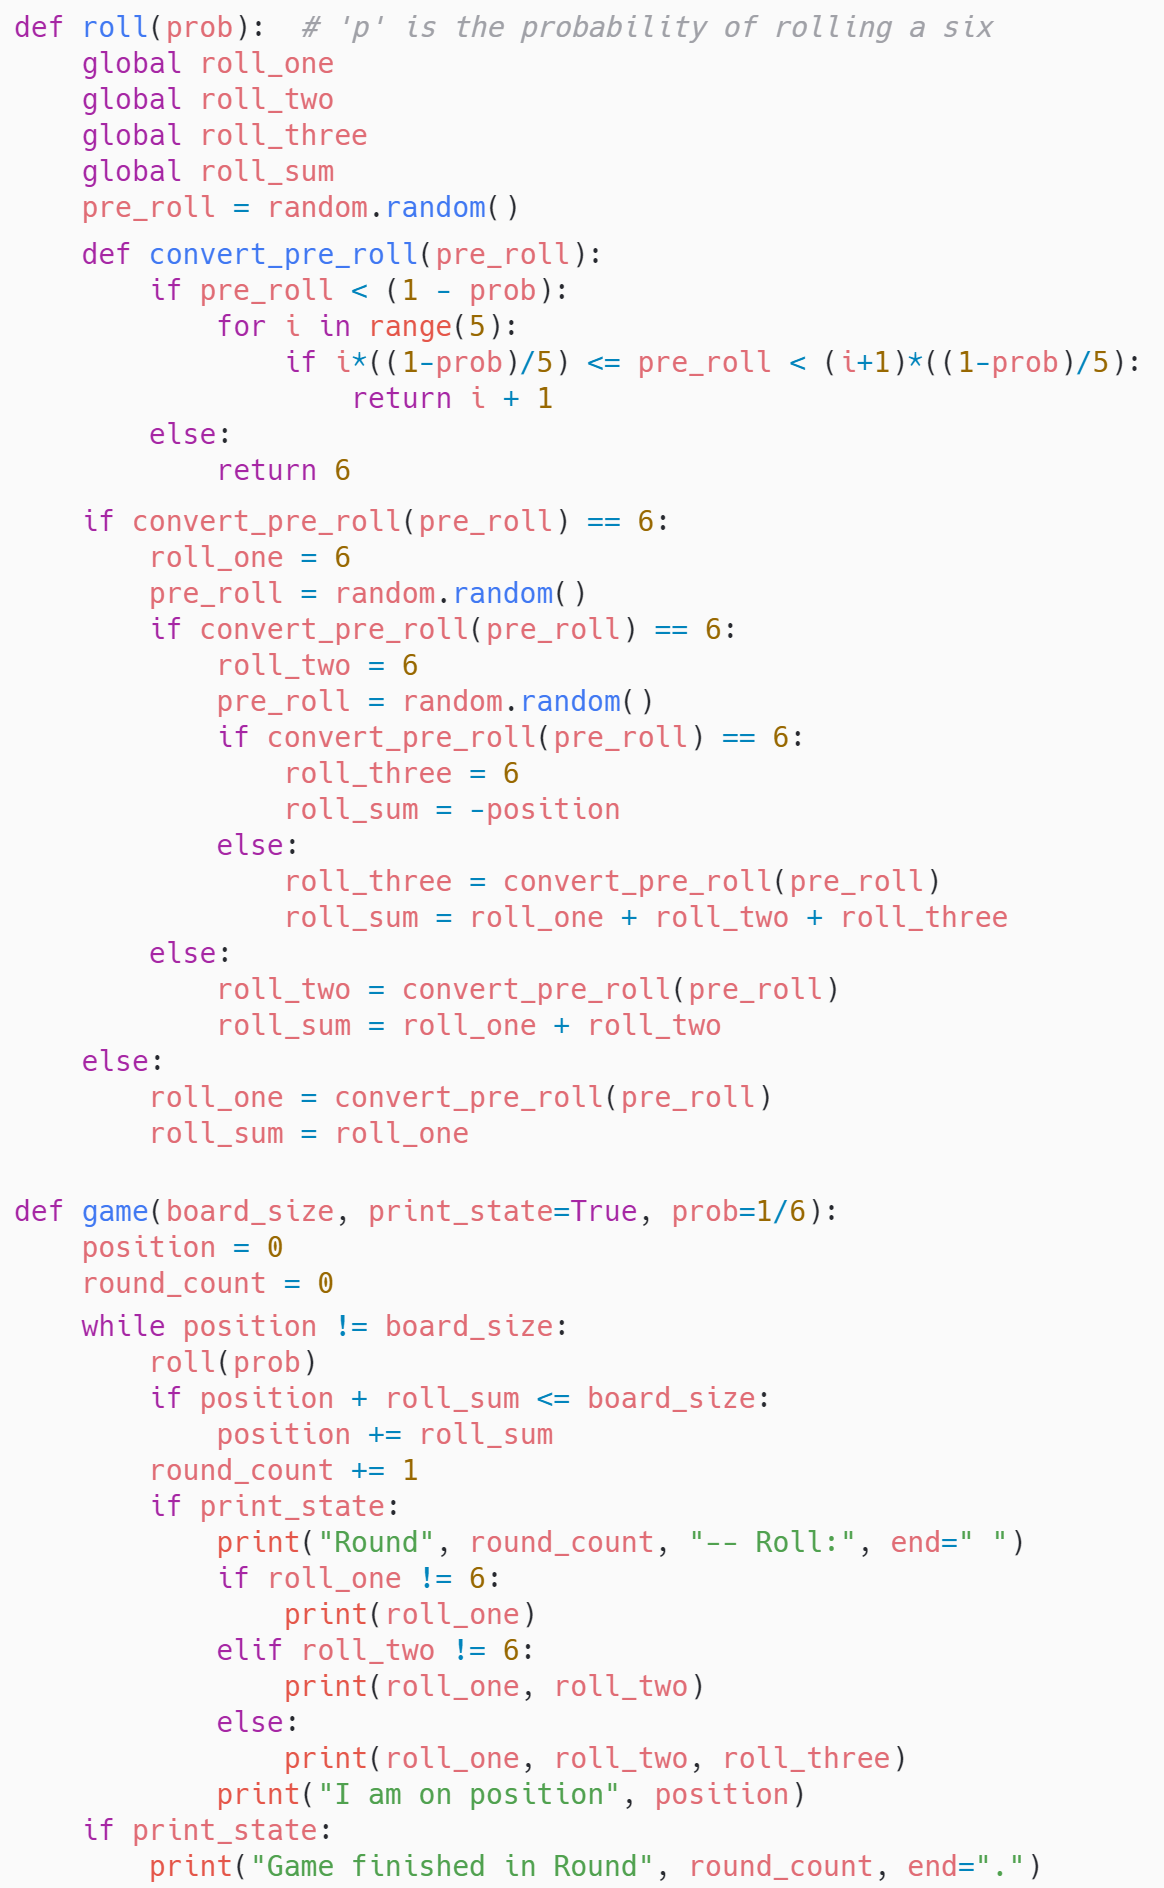 def roll(prob):  # 'p' is the probability of rolling a six
    global roll_one
    global roll_two
    global roll_three
    global roll_sum
    pre_roll = random.random()
    def convert_pre_roll(pre_roll):
        if pre_roll < (1 - prob):
            for i in range(5):
                if i*((1-prob)/5) <= pre_roll < (i+1)*((1-prob)/5):
                    return i + 1
        else:
            return 6
    if convert_pre_roll(pre_roll) == 6:
        roll_one = 6
        pre_roll = random.random()
        if convert_pre_roll(pre_roll) == 6:
            roll_two = 6
            pre_roll = random.random()
            if convert_pre_roll(pre_roll) == 6:
                roll_three = 6
                roll_sum = -position
            else:
                roll_three = convert_pre_roll(pre_roll)
                roll_sum = roll_one + roll_two + roll_three
        else:
            roll_two = convert_pre_roll(pre_roll)
            roll_sum = roll_one + roll_two
    else:
        roll_one = convert_pre_roll(pre_roll)
        roll_sum = roll_one
def game(board_size, print_state=True, prob=1/6):
    position = 0
    round_count = 0
    while position != board_size:
        roll(prob)
        if position + roll_sum <= board_size:
            position += roll_sum
        round_count += 1
        if print_state:
            print("Round", round_count, "-- Roll:", end=" ")
            if roll_one != 6:
                print(roll_one)
            elif roll_two != 6:
                print(roll_one, roll_two)
            else:
                print(roll_one, roll_two, roll_three)
            print("I am on position", position)
    if print_state:
        print("Game finished in Round", round_count, end=".")